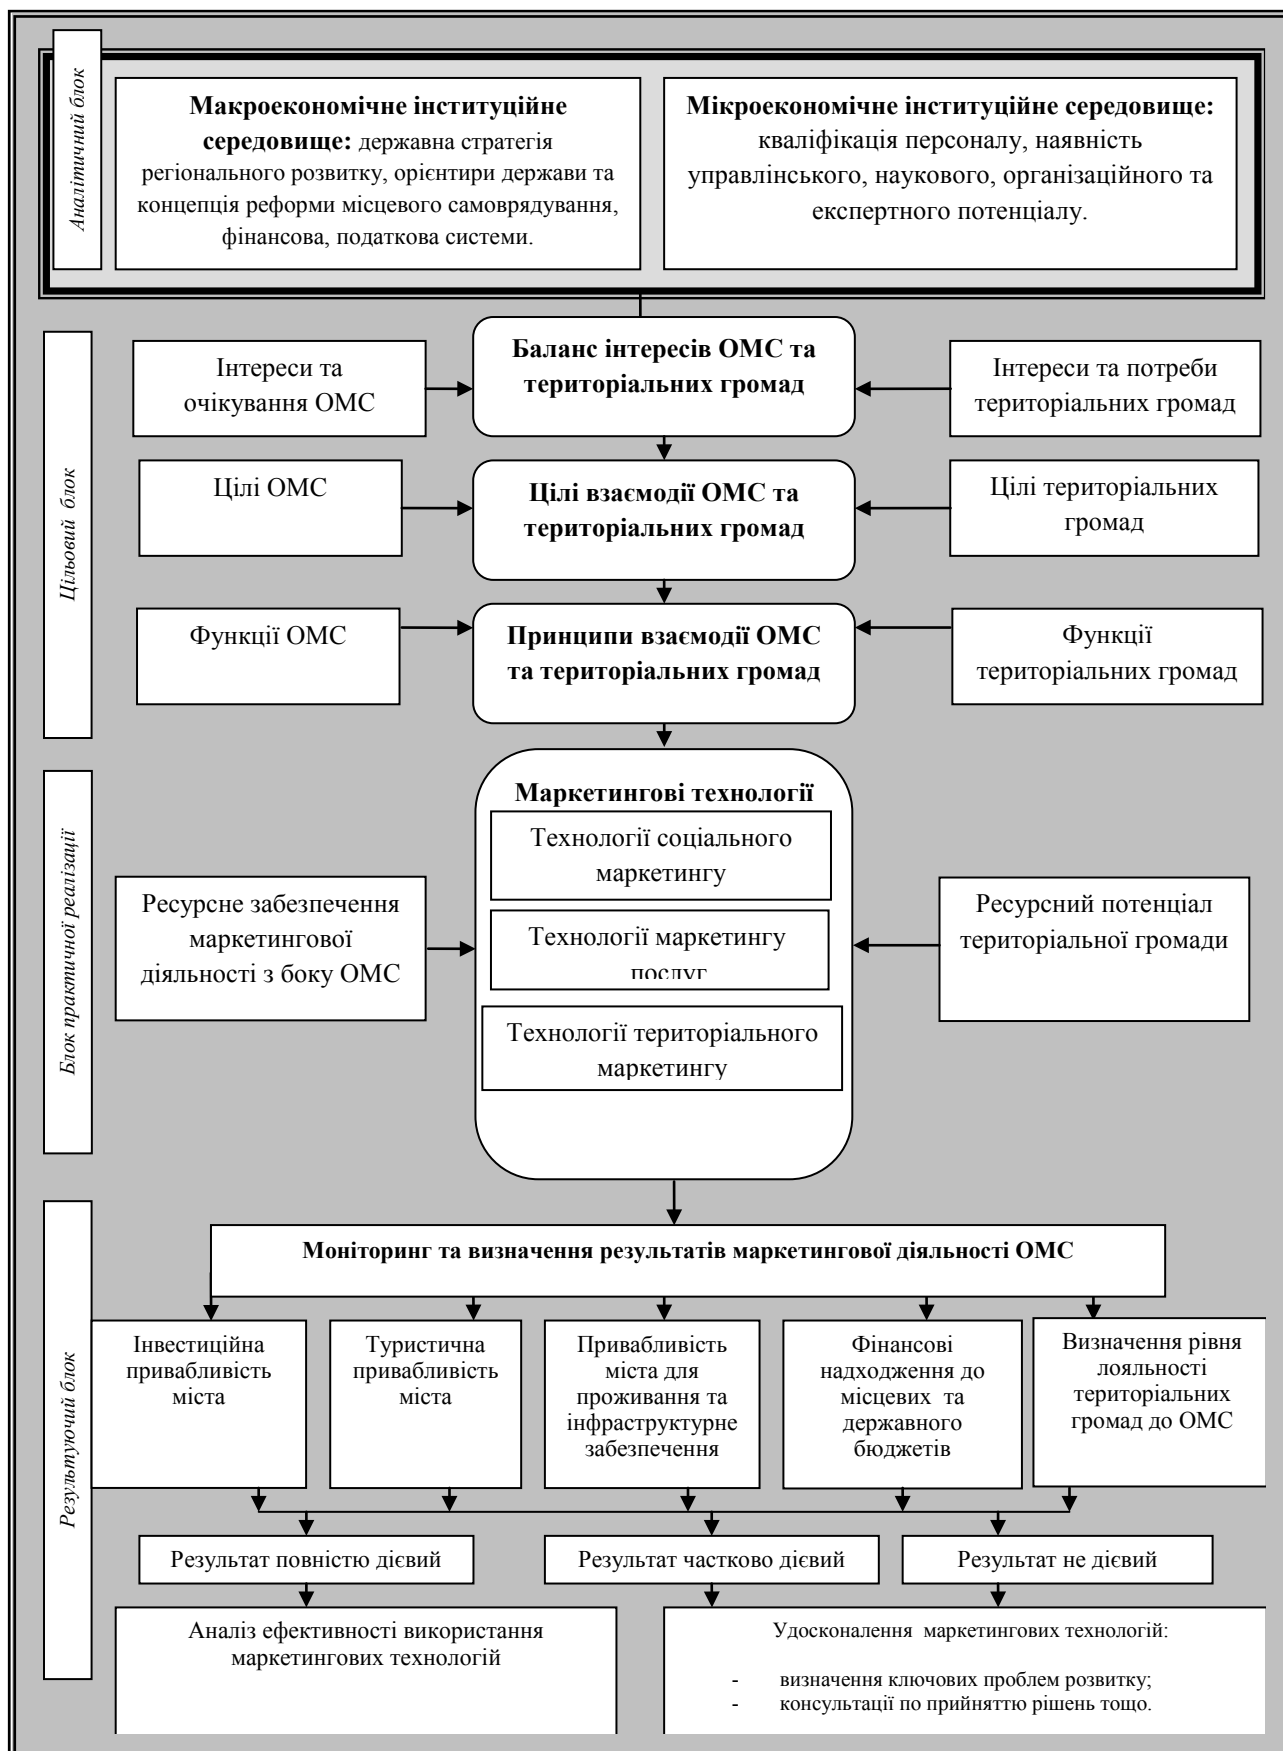 Аналітичний блок
Макроекономічне інституційне
середовище: державна стратегія
регіонального розвитку, орієнтири держави та
концепція реформи місцевого самоврядування,
фінансова, податкова системи.
Мікроекономічне інституційне середовище:
кваліфікація персоналу, наявність
управлінського, наукового, організаційного та
експертного потенціалу.
Цільовий блок
Інтереси та
очікування ОМС
Баланс інтересів ОМС та
територіальних громад
Інтереси та потреби
територіальних громад
Цілі ОМС
Цілі взаємодії ОМС та
територіальних громад
Цілі територіальних
громад
Функції ОМС
Принципи взаємодії ОМС
та територіальних громад
Функції
територіальних громад
Блок практичної реалізації
Маркетингові технології
Технології соціального
маркетингу
Технології маркетингу
послуг
Технології територіального
маркетингу
Ресурсне забезпечення
маркетингової
діяльності з боку ОМС
Ресурсний потенціал
територіальної громади
Результуючий блок
Моніторинг та визначення результатів маркетингової діяльності ОМС
Інвестиційна
привабливість
міста
Туристична
привабливість
міста
Привабливість
міста для
проживання та
інфраструктурне
забезпечення
Фінансові
надходження до
місцевих та
державного
бюджетів
Визначення рівня
лояльності
територіальних
громад до ОМС
Результат повністю дієвий
Результат частково дієвий
Результат не дієвий
Аналіз ефективності використання
маркетингових технологій
Удосконалення маркетингових технологій:
- визначення ключових проблем розвитку;
- консультації по прийняттю рішень тощо.